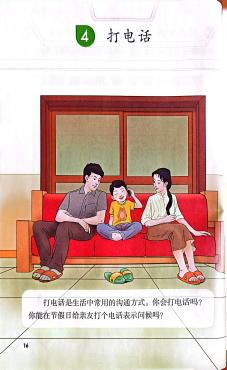 4 打电话
打电话是生活中常用的沟通方式。你会打电话吗？
你能在节假日给亲友打个电话表示问候吗？
16